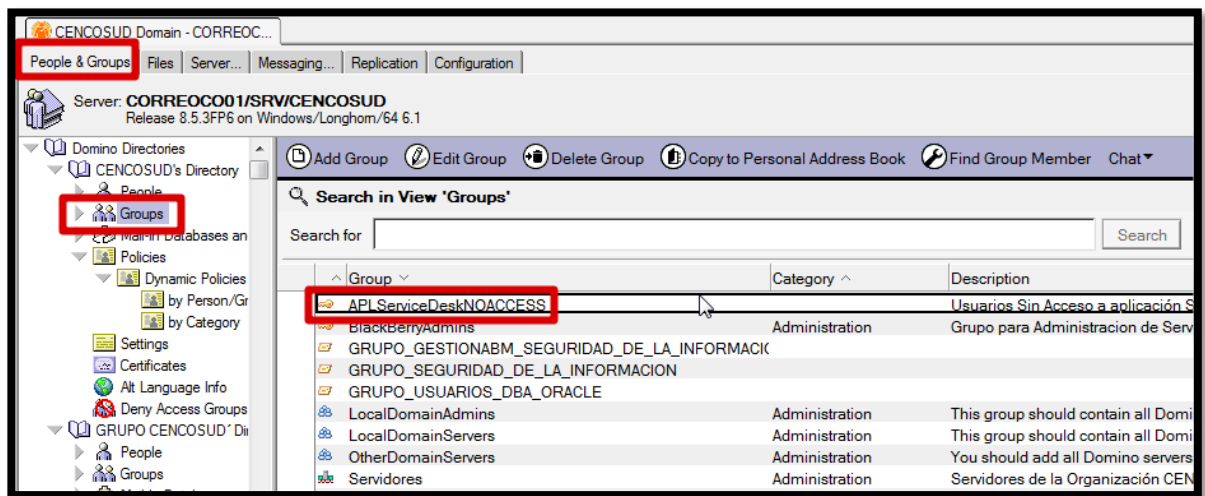 CENCOSUD Domain - CORREOC...
People & Groups Files Server... Messaging... Replication Configuration
Server: CORREOCO01/SRV/CENCOSUD
Release 8.5.3FP6 on Windows/Longhorn/64 6.1
Domino Directories
CENCOSUD's Directory
People
Groups
Mail-In Databases an
Policies
Dynamic Policies
by Person/Gr
by Category
Settings
Certificates
Alt Language Info
Deny Access Groups
GRUPO CENCOSUD´ Dir
People
Groups
Add Group Edit Group Delete Group Copy to Personal Address Book Find Group Member Chat
Search in View 'Groups'
Search for Search
Group Category Description
APLServiceDeskNOACCESS Usuarios Sin Acceso a aplicación S
BlackBerryAdmins Administration Grupo para Administracion de Serv
GRUPO_GESTIONABM_SEGURIDAD_DE_LA_INFORMACI
GRUPO_SEGURIDAD_DE_LA_INFORMACION
GRUPO_USUARIOS_DBA_ORACLE
LocalDomainAdmins Administration This group should contain all Domi
LocalDomainServers Administration This group should contain all Domi
OtherDomainServers Administration You should add all Domino servers
Servidores Administration Servidores de la Organización CEN